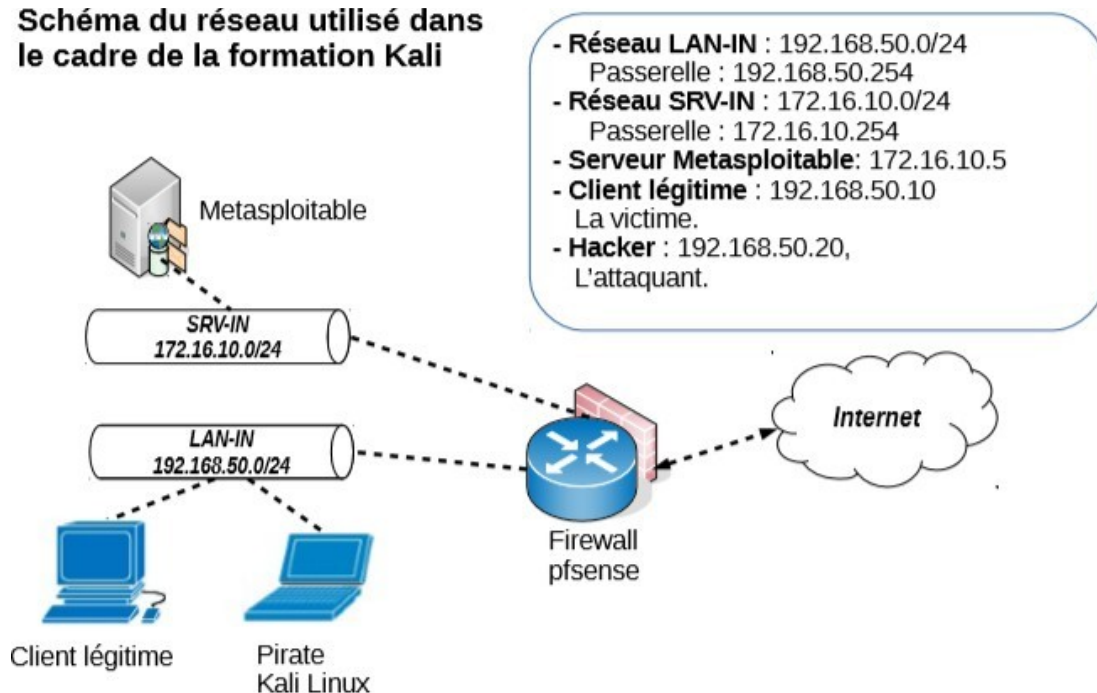 Schéma du réseau utilisé dans
le cadre de la formation Kali
- Réseau LAN-IN : 192.168.50.0/24
Passerelle : 192.168.50.254
- Réseau SRV-IN : 172.16.10.0/24
Passerelle : 172.16.10.254
- Serveur Metasploitable: 172.16.10.5
- Client légitime : 192.168.50.10
La victime.
- Hacker : 192.168.50.20,
L'attaquant.
Metasploitable
SRV-IN
172.16.10.0/24
LAN-IN
192.168.50.0/24
Internet
Firewall
pfsense
Client légitime
Pirate
Kali Linux